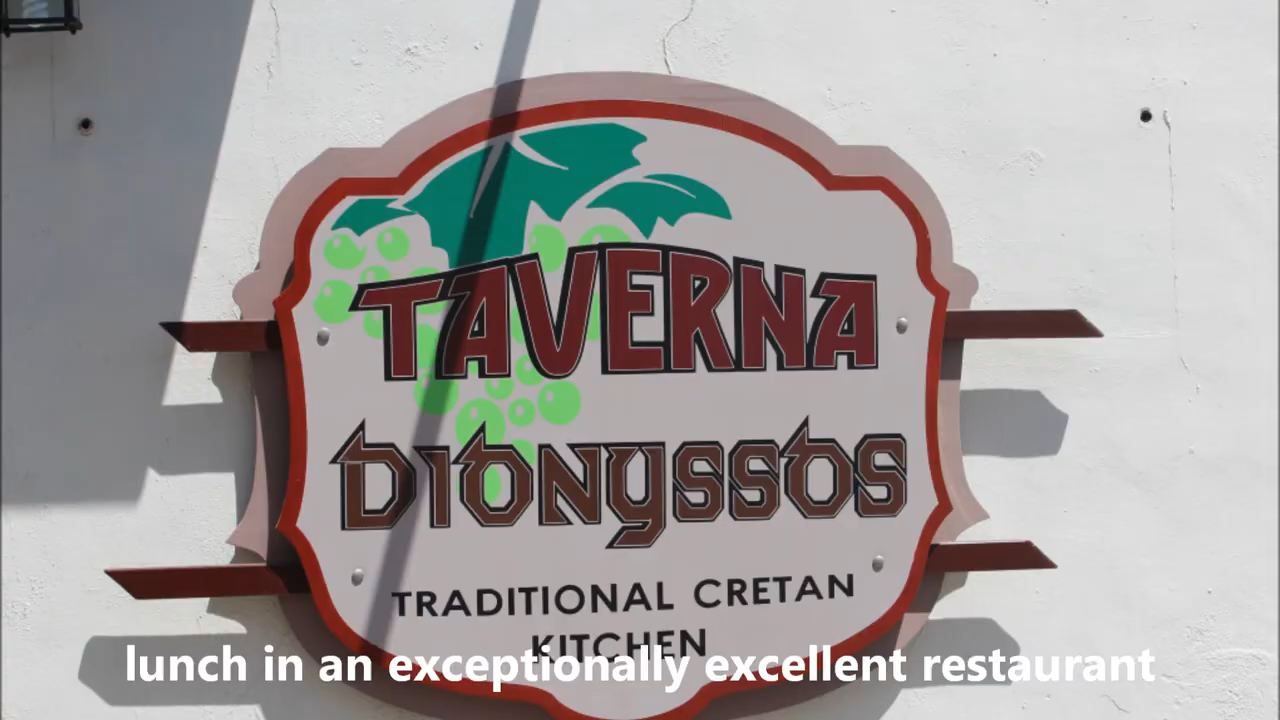 TAVERNA
DIONYSSOS
TRADITIONAL CRETAN
KITCHEN
lunch in an exceptionally excellent restaurant